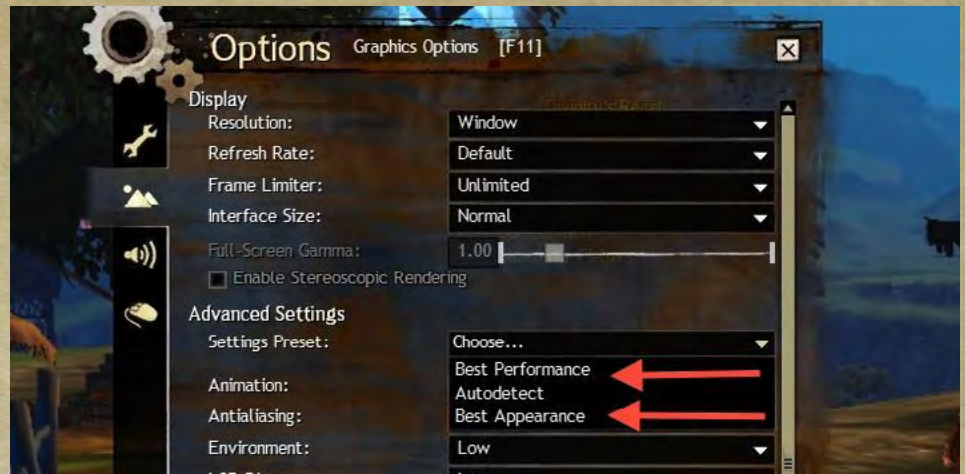 Options Graphics Options [F11]
Divinity's Reach
Display
Resolution: Window
Refresh Rate: Default
Frame Limiter: Unlimited
Interface Size: Normal
Full-Screen Gamma: 1.00
Enable Stereoscopic Rendering
Advanced Settings
Settings Preset: Choose...
Best Performance
Animation:
Autodetect
Antialiasing: Best Appearance
Environment: Low